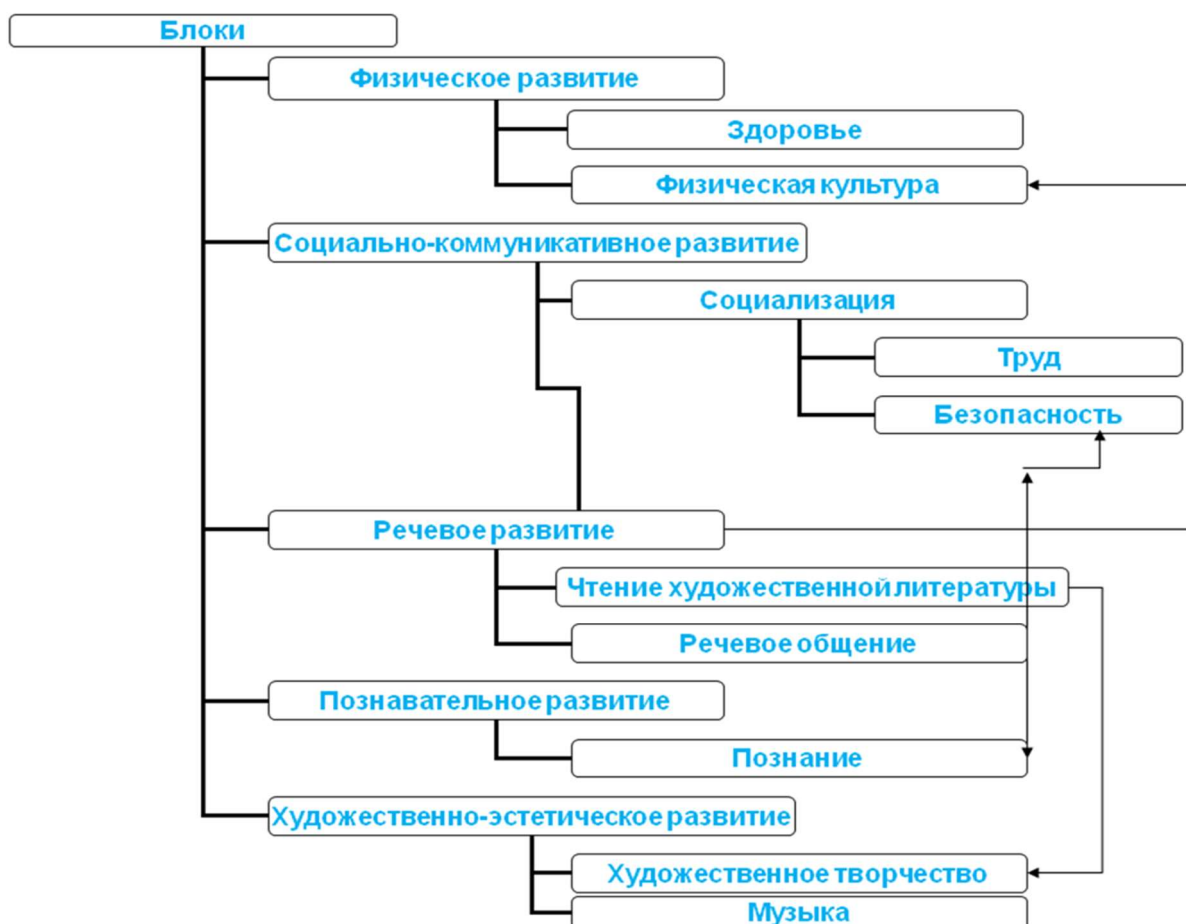 Блоки
Физическое развитие
Здоровье
Физическая культура
Социально-коммуникативное развитие
Социализация
Труд
Безопасность
Речевое развитие
Чтение художественной литературы
Речевое общение
Познавательное развитие
Познание
Художественно-эстетическое развитие
Художественное творчество
Музыка